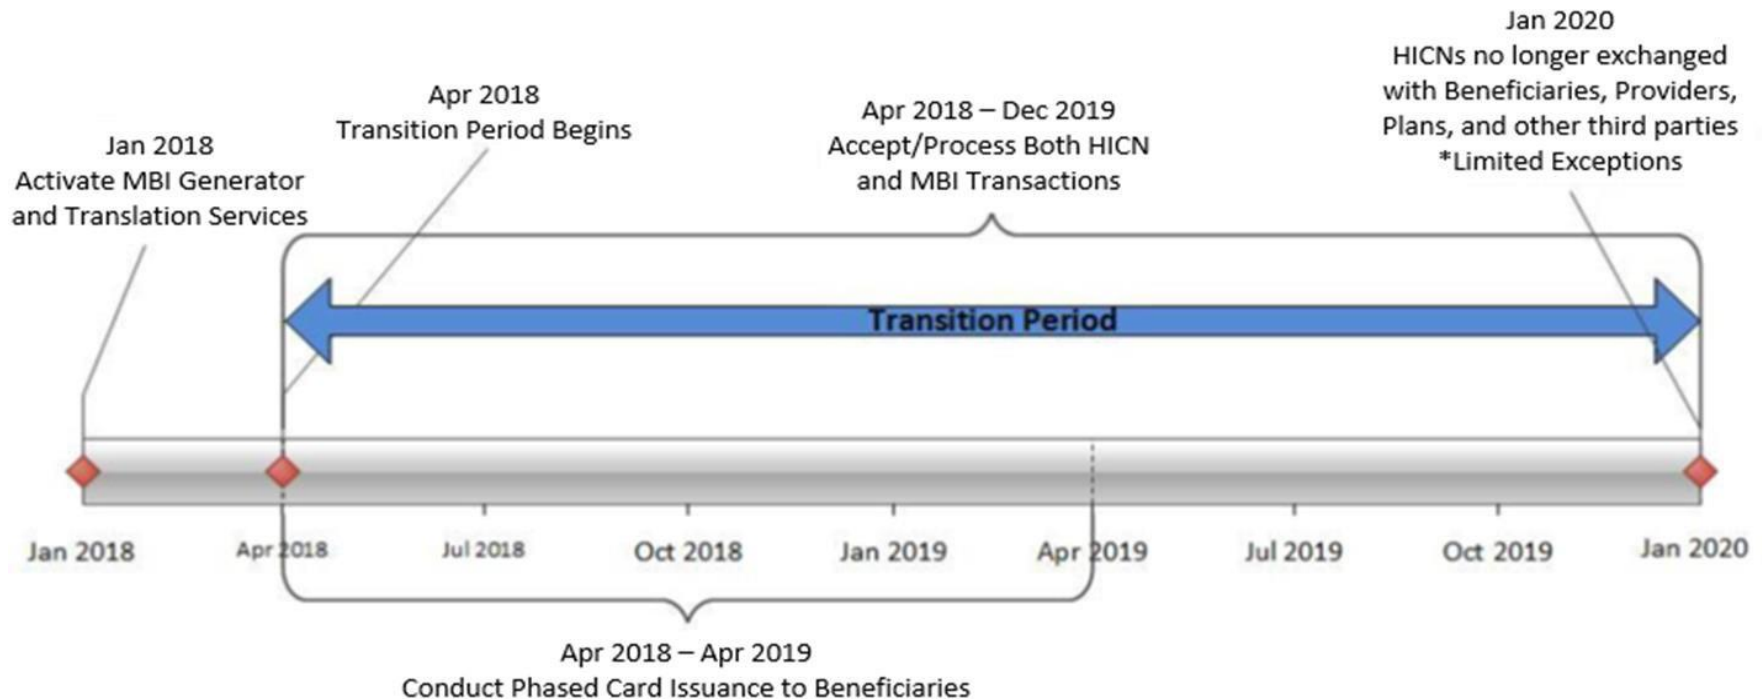 Jan 2018
Activate MBI Generator
and Translation Services
Apr 2018
Transition Period Begins
Apr 2018 – Dec 2019
Accept/Process Both HICN
and MBI Transactions
Jan 2020
HICNs no longer exchanged
with Beneficiaries, Providers,
Plans, and other third parties
*Limited Exceptions
Transition Period
Jan 2018
Apr 2018
Jul 2018
Oct 2018
Jan 2019
Apr 2019
Jul 2019
Oct 2019
Jan 2020
Apr 2018 – Apr 2019
Conduct Phased Card Issuance to Beneficiaries